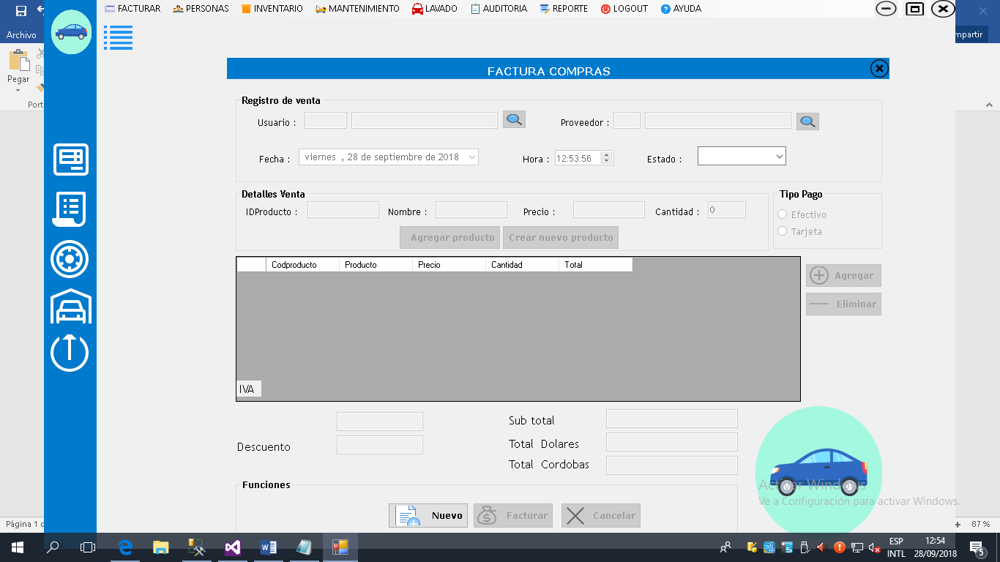 FACTURAR PERSONAS INVENTARIO MANTENIMIENTO LAVADO AUDITORIA REPORTE LOGOUT AYUDA
Archivo
mpartir
Pegar
Port
FACTURA COMPRAS
Registro de venta
Usuario : Proveedor :
Fecha : viernes , 28 de septiembre de 2018 Hora : 12:53:56 Estado :
Detalles Venta
IDProducto : Nombre : Precio : Cantidad : 0
Agregar producto Crear nuevo producto
Tipo Pago
Efectivo
Tarjeta
Codproducto Producto Precio Cantidad Total
Agregar
Eliminar
IVA
Sub total
Descuento
Total Dolares
Total Cordobas
Funciones
Nuevo Facturar Cancelar
Activar Windows
Ve a Configuración para activar Windows.
Página 1 d
87 %
ESP
INTL
12:54
28/09/2018
5